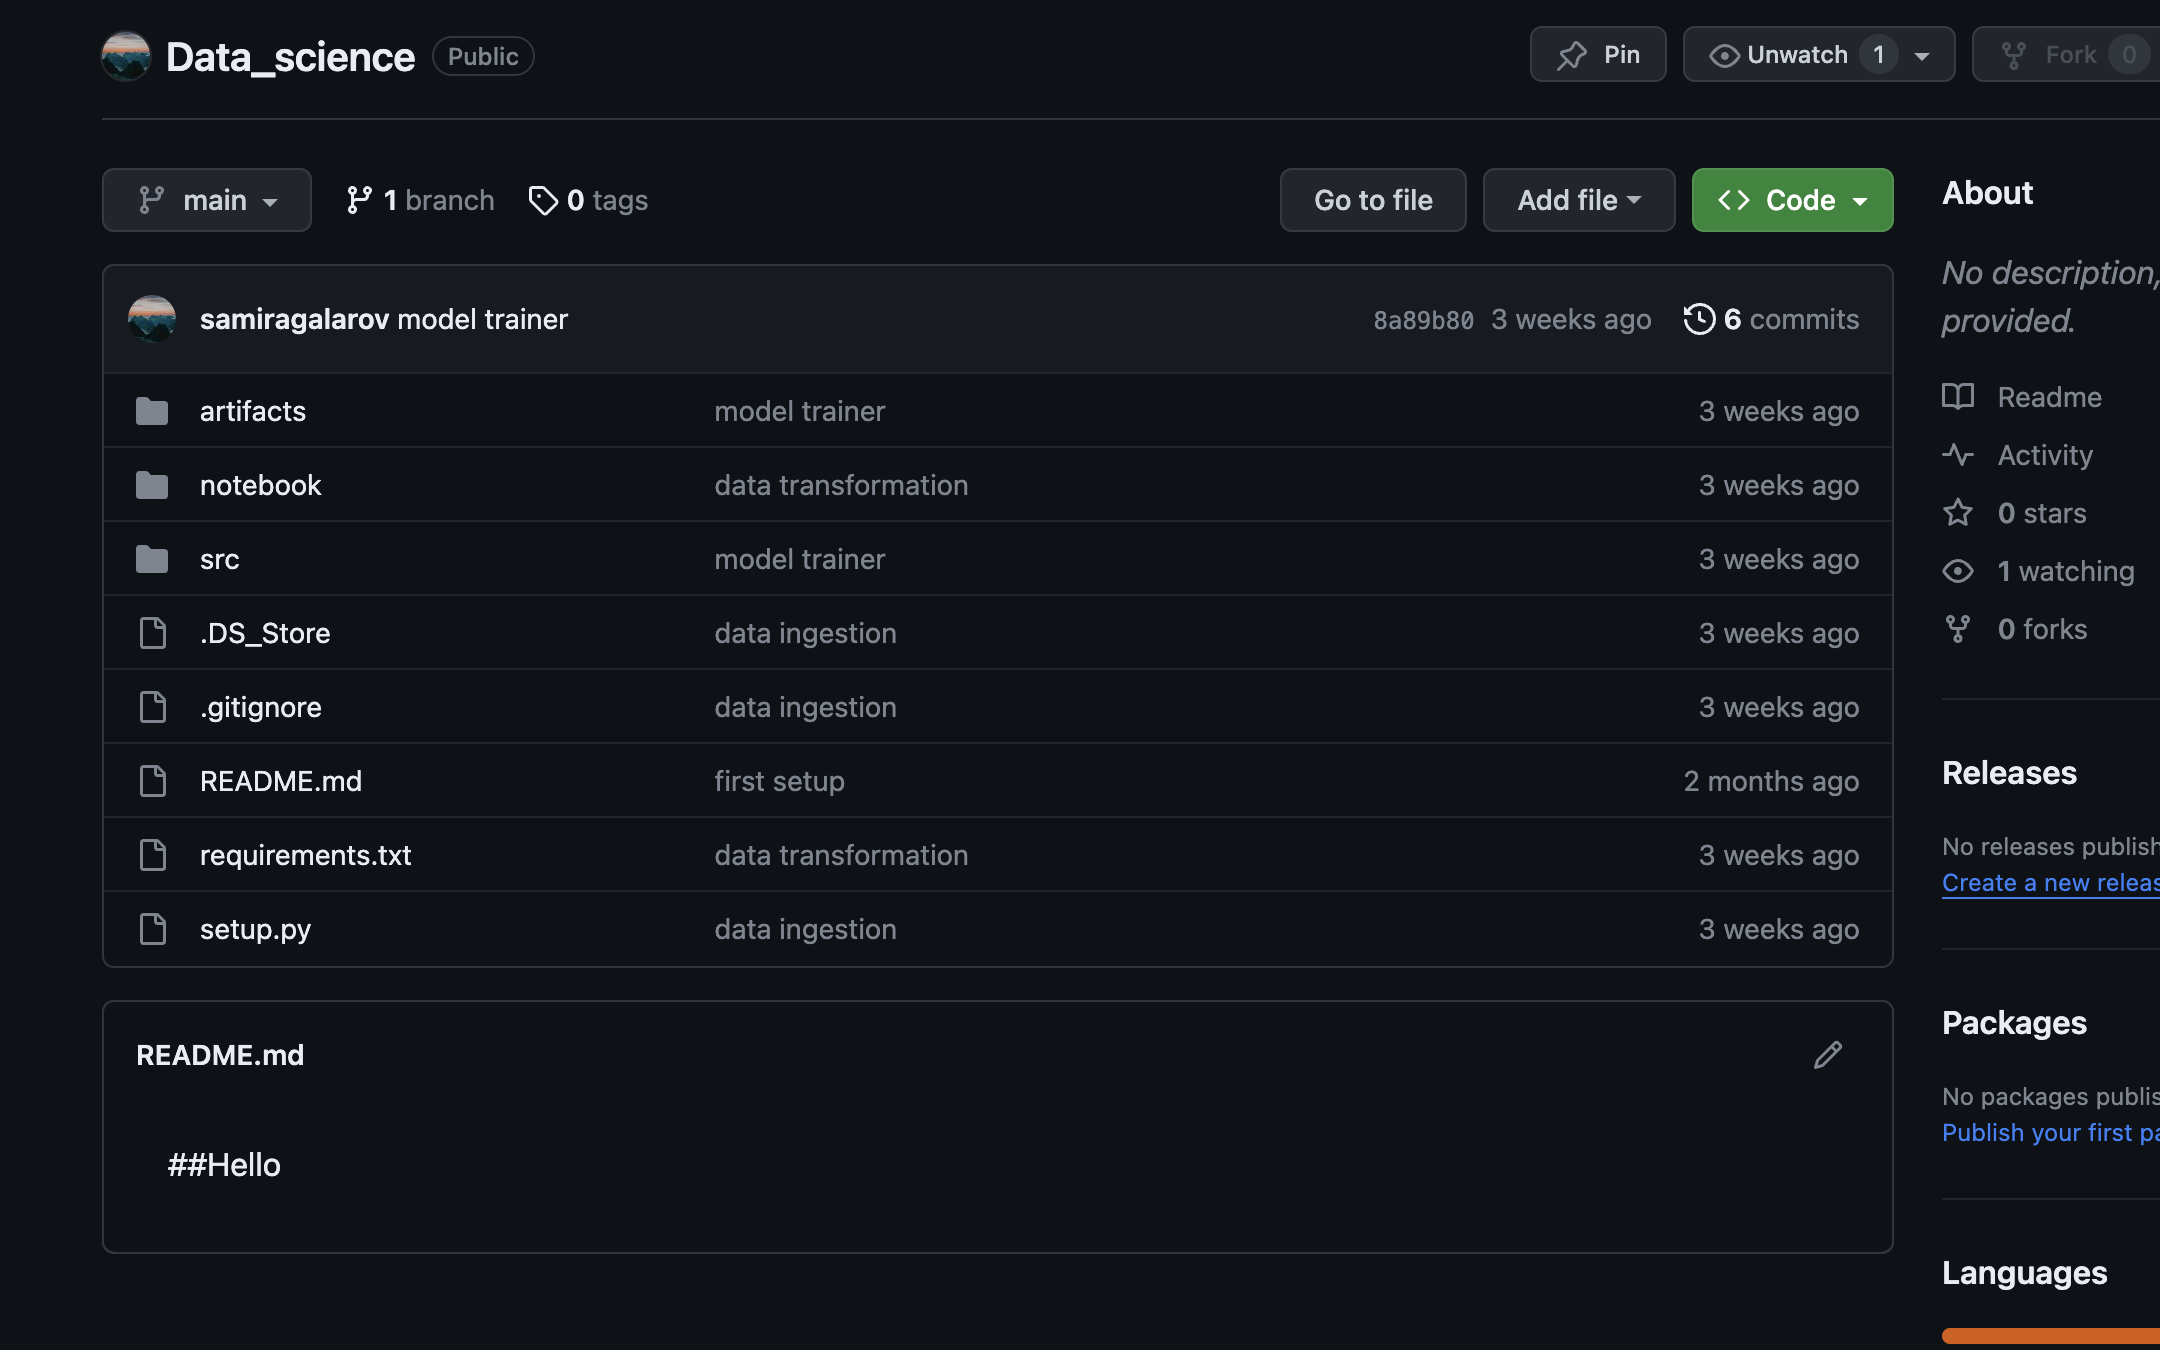 Data_science Public
Pin Unwatch 1 Fork 0
main 1 branch 0 tags Go to file Add file Code
samiragalarov model trainer 8a89b80 3 weeks ago 6 commits
artifacts model trainer 3 weeks ago
notebook data transformation 3 weeks ago
src model trainer 3 weeks ago
.DS_Store data ingestion 3 weeks ago
.gitignore data ingestion 3 weeks ago
README.md first setup 2 months ago
requirements.txt data transformation 3 weeks ago
setup.py data ingestion 3 weeks ago
README.md
##Hello
About
No description,
provided.
Readme
Activity
0 stars
1 watching
0 forks
Releases
No releases publish
Create a new releas
Packages
No packages publis
Publish your first pa
Languages